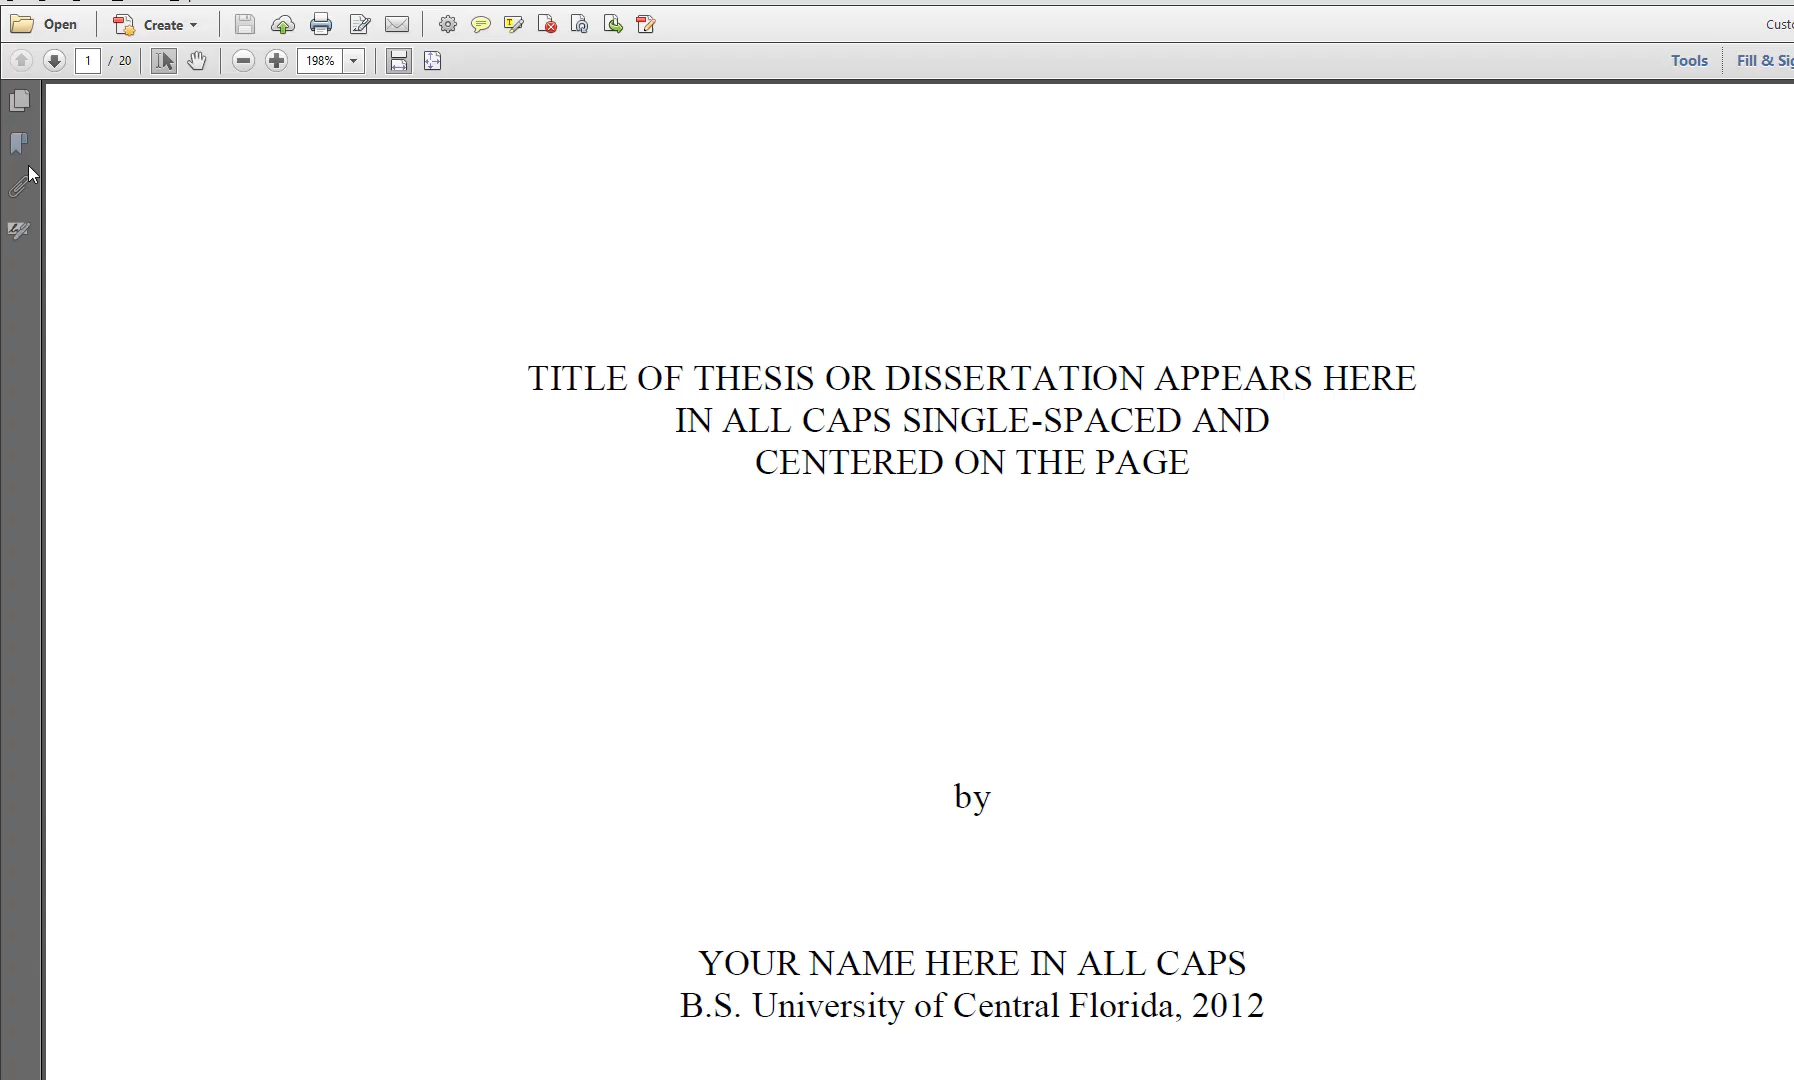 Open
Create
Custo
1 / 20
198%
Tools
Fill & Sig
TITLE OF THESIS OR DISSERTATION APPEARS HERE
IN ALL CAPS SINGLE-SPACED AND
CENTERED ON THE PAGE
by
YOUR NAME HERE IN ALL CAPS
B.S. University of Central Florida, 2012